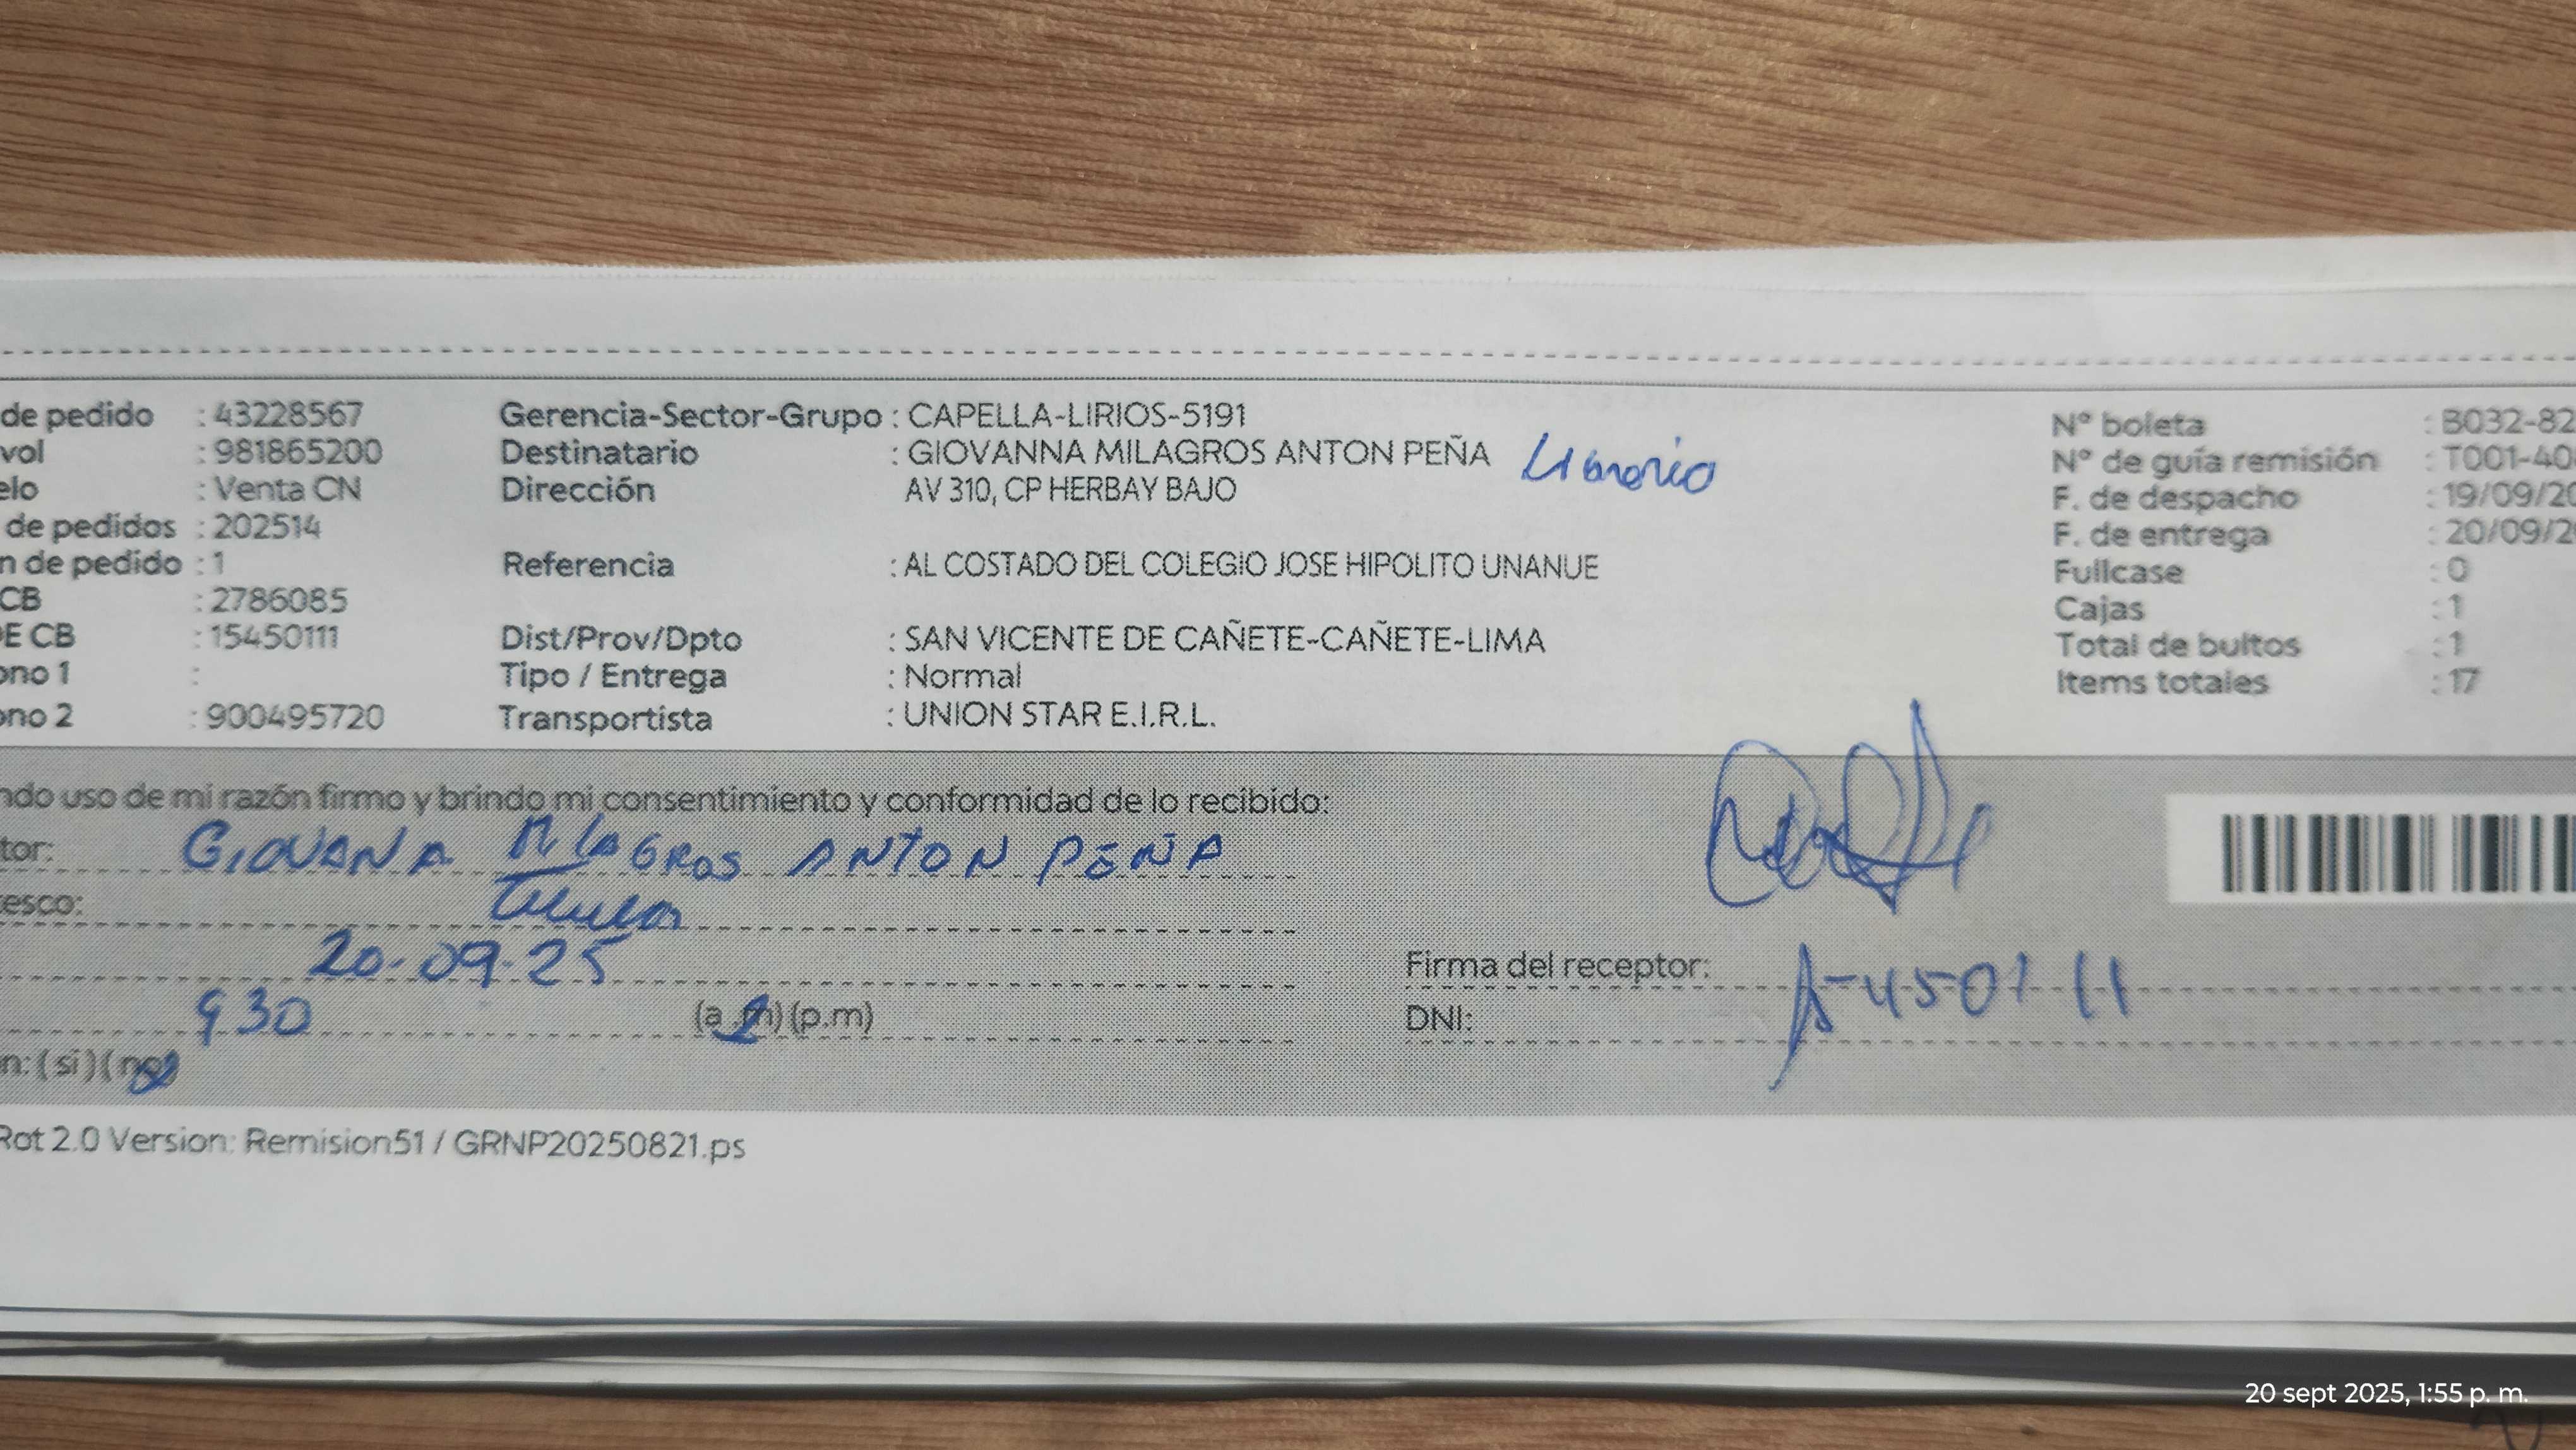 de pedido : 43228567 Gerencia-Sector-Grupo : CAPELLA-LIRIOS-5191 N° boleta : B032-82
vol : 981865200 Destinatario : GIOVANNA MILAGROS ANTON PEÑA N° de guía remisión : T001-40
elo : Venta CN Dirección AV 310, CP HERBAY BAJO F. de despacho : 19/09/20
de pedidos : 202514 F. de entrega : 20/09/2
n de pedido : 1 Referencia : AL COSTADO DEL COLEGIO JOSE HIPOLITO UNANUE Fullcase : 0
CB : 2786085 Cajas : 1
DE CB : 15450111 Dist/Prov/Dpto : SAN VICENTE DE CAÑETE-CAÑETE-LIMA Total de bultos : 1
ono 1 : Tipo / Entrega : Normal Items totales : 17
ono 2 : 900495720 Transportista : UNION STAR E.I.R.L.
ndo uso de mi razón firmo y brindo mi consentimiento y conformidad de lo recibido:
tor: GIOVANA MILAGROS ANTON PEÑA
esco:
20-09-25 Firma del receptor:
930 (a.m) (p.m) DNI: 15450111
n: (si) (no)
Rot 2.0 Version: Remision51 / GRNP20250821.ps
20 sept 2025, 1:55 p. m.